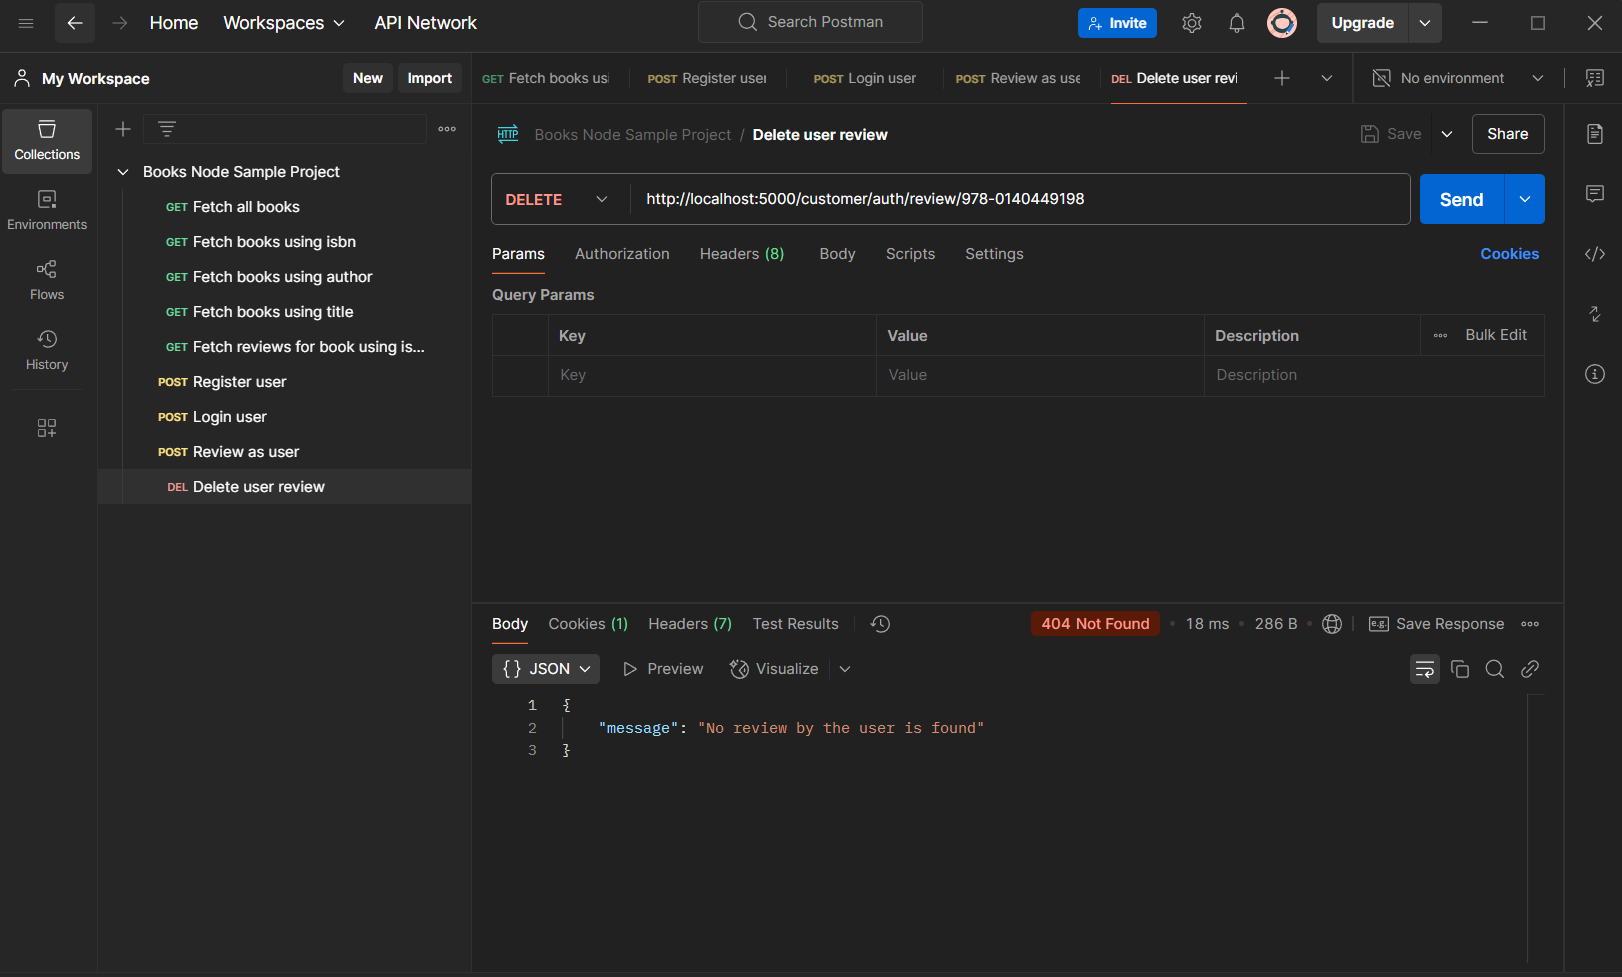 Home Workspaces API Network Search Postman Invite Upgrade
My Workspace New Import
GET Fetch books usi POST Register user POST Login user POST Review as use DEL Delete user revi No environment
Collections
Environments
Flows
History
Books Node Sample Project
GET Fetch all books
GET Fetch books using isbn
GET Fetch books using author
GET Fetch books using title
GET Fetch reviews for book using is...
POST Register user
POST Login user
POST Review as user
DEL Delete user review
HTTP Books Node Sample Project / Delete user review Save Share
DELETE http://localhost:5000/customer/auth/review/978-0140449198 Send
Params Authorization Headers (8) Body Scripts Settings Cookies
Query Params
Key Value Description Bulk Edit
Key Value Description
Body Cookies (1) Headers (7) Test Results 404 Not Found 18 ms 286 B e.g. Save Response
{} JSON Preview Visualize
1 {
2 "message": "No review by the user is found"
3 }